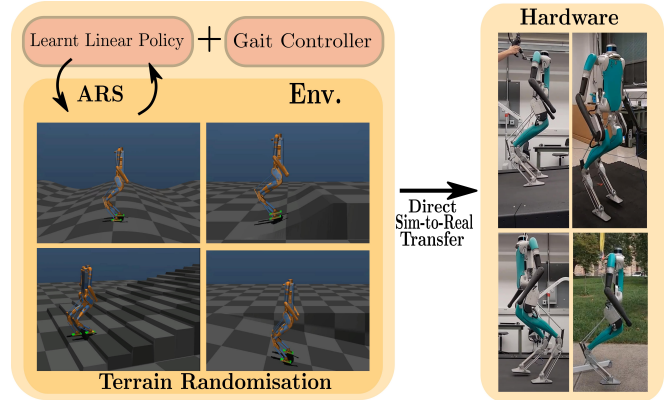 Learnt Linear Policy + Gait Controller
ARS
Env.
Terrain Randomisation
Direct
Sim-to-Real
Transfer
Hardware